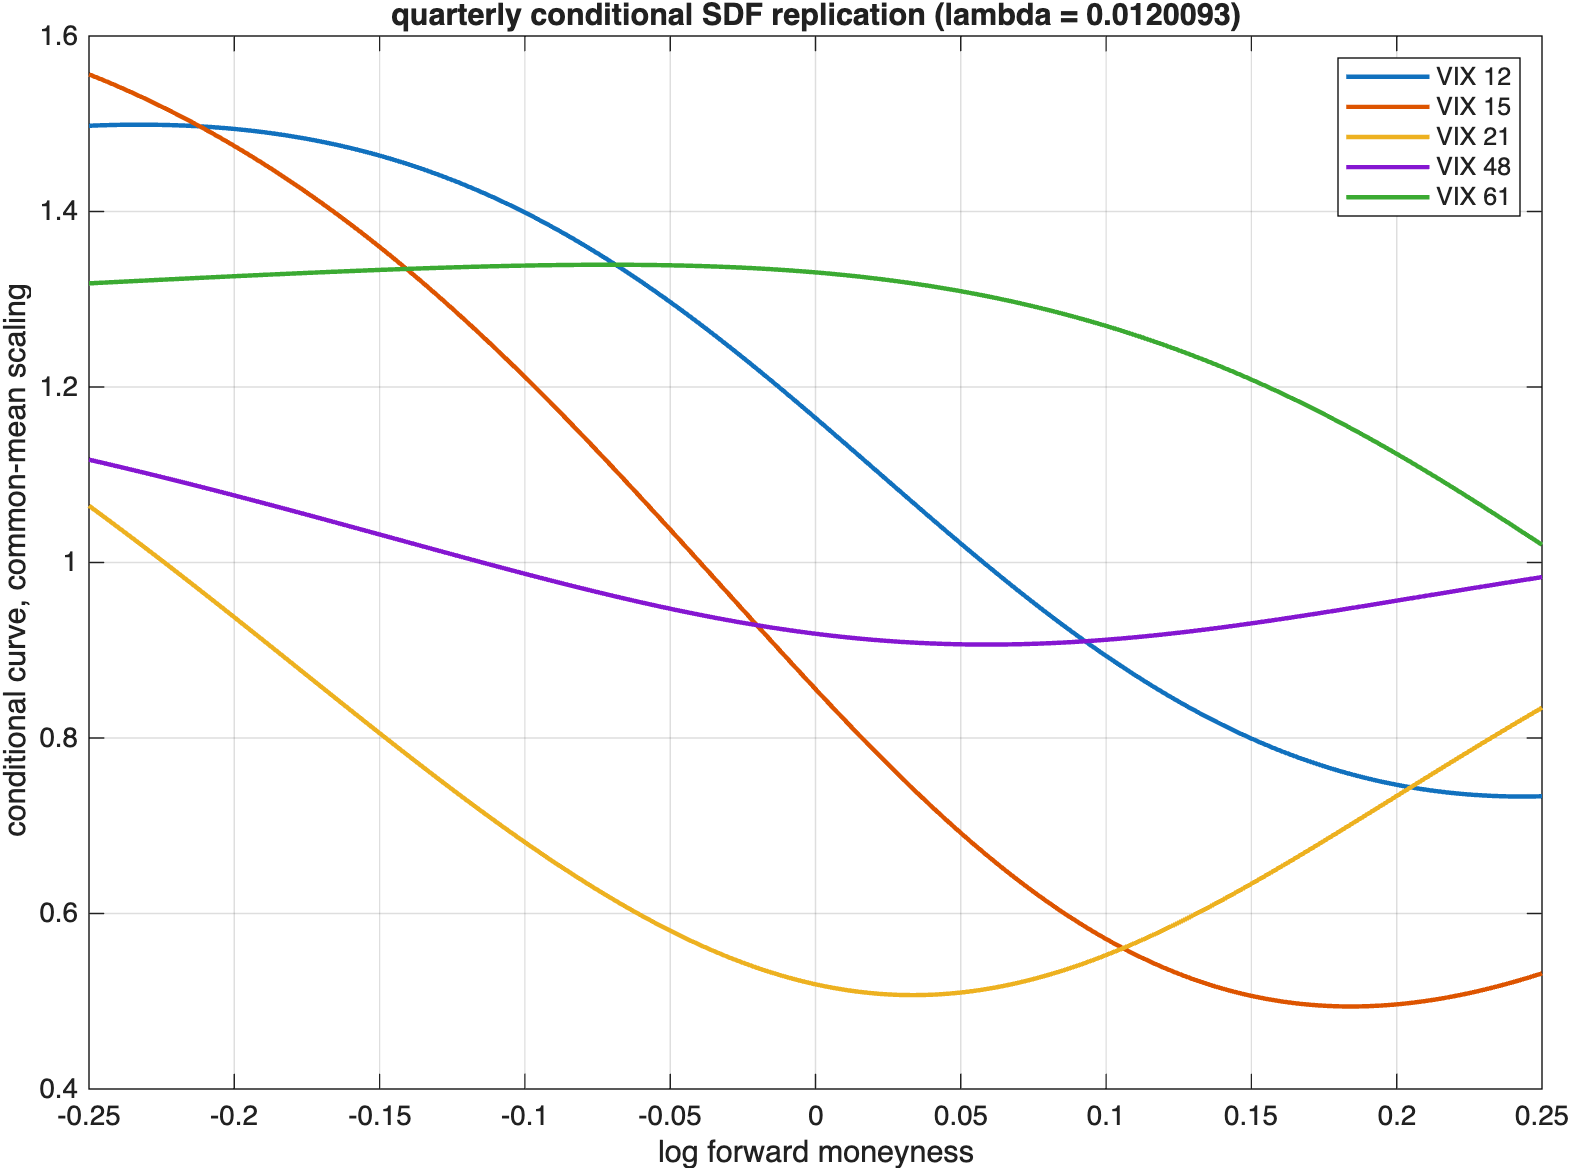 quarterly conditional SDF replication (lambda = 0.0120093)
1.6
1.4
1.2
1
0.8
0.6
0.4
conditional curve, common-mean scaling
VIX 12
VIX 15
VIX 21
VIX 48
VIX 61
-0.25 -0.2 -0.15 -0.1 -0.05 0 0.05 0.1 0.15 0.2 0.25
log forward moneyness